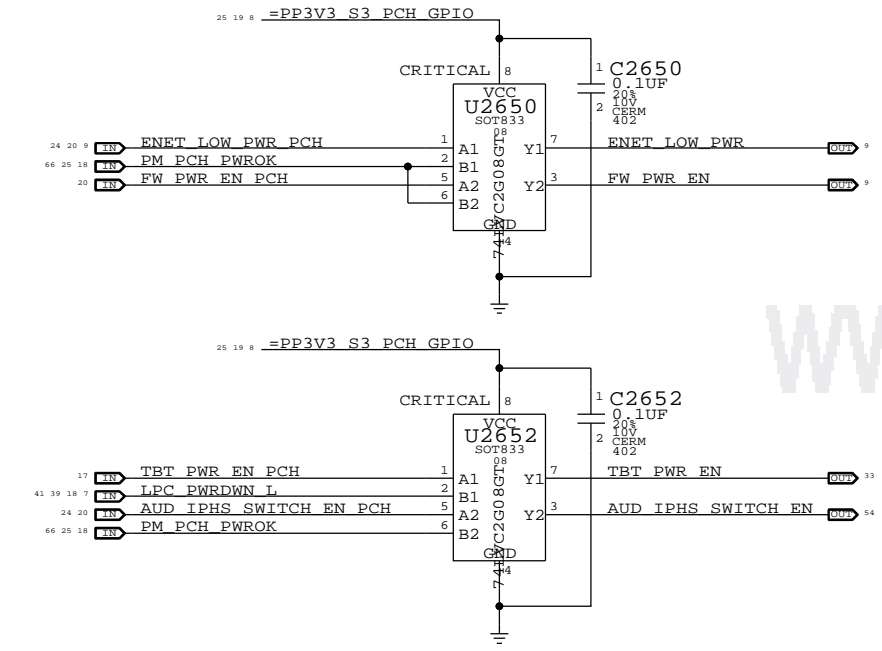 25 19 8 =PP3V3_S3_PCH_GPIO
CRITICAL 8
1 C2650
0.1UF
20%
10V
2 CERM
402
VCC
U2650
SOT833
08
24 20 9 IN ENET_LOW_PWR_PCH 1 A1 Y1 7 ENET_LOW_PWR OUT 9
66 25 18 IN PM_PCH_PWROK 2 B1
20 IN FW_PWR_EN_PCH 5 A2 Y2 3 FW_PWR_EN OUT 9
6 B2
74LVC2G08GT
GND
4
25 19 8 =PP3V3_S3_PCH_GPIO
CRITICAL 8
1 C2652
0.1UF
20%
10V
2 CERM
402
VCC
U2652
SOT833
08
17 IN TBT_PWR_EN_PCH 1 A1 Y1 7 TBT_PWR_EN OUT 33
41 39 18 7 IN LPC_PWRDWN_L 2 B1
24 20 IN AUD_IPHS_SWITCH_EN_PCH 5 A2 Y2 3 AUD_IPHS_SWITCH_EN OUT 54
66 25 18 IN PM_PCH_PWROK 6 B2
74LVC2G08GT
GND
4
W